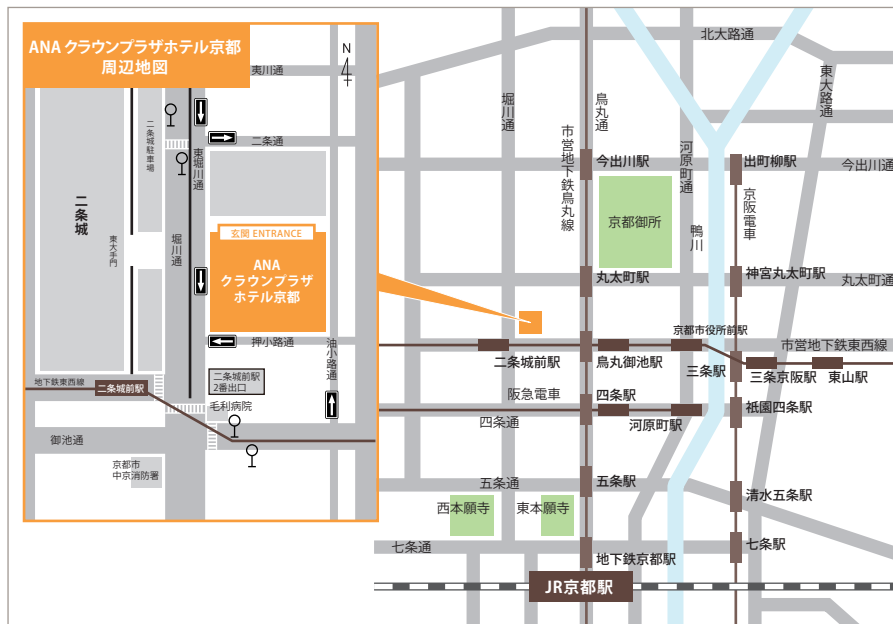 ANA クラウンプラザホテル京都
周辺地図
N
夷川通
二条城駐車場
二条通
東堀川通
二条城
東大手門
堀川通
玄関 ENTRANCE
ANA
クラウンプラザ
ホテル京都
押小路通
油小路通
地下鉄東西線
二条城前駅
二条城前駅
2番出口
毛利病院
御池通
京都市
中京消防署
北大路通
東大路通
堀川通
烏丸通
市営地下鉄烏丸線
河原町通
今出川駅
出町柳駅
今出川通
京阪電車
京都御所
鴨川
丸太町駅
神宮丸太町駅
丸太町通
京都市役所前駅
市営地下鉄東西線
二条城前駅
烏丸御池駅
三条駅
三条京阪駅
東山駅
阪急電車
四条駅
四条通
河原町駅
祇園四条駅
五条通
五条駅
清水五条駅
西本願寺
東本願寺
七条通
地下鉄京都駅
七条駅
JR京都駅